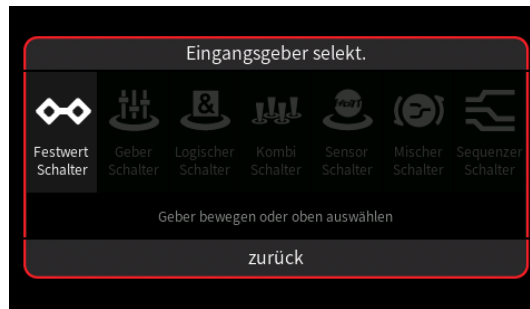 Eingangsgeber selekt.
&
Festwert Geber Logischer Kombi Sensor Mischer Sequenzer
Schalter Schalter Schalter Schalter Schalter Schalter Schalter
Geber bewegen oder oben auswählen
zurück